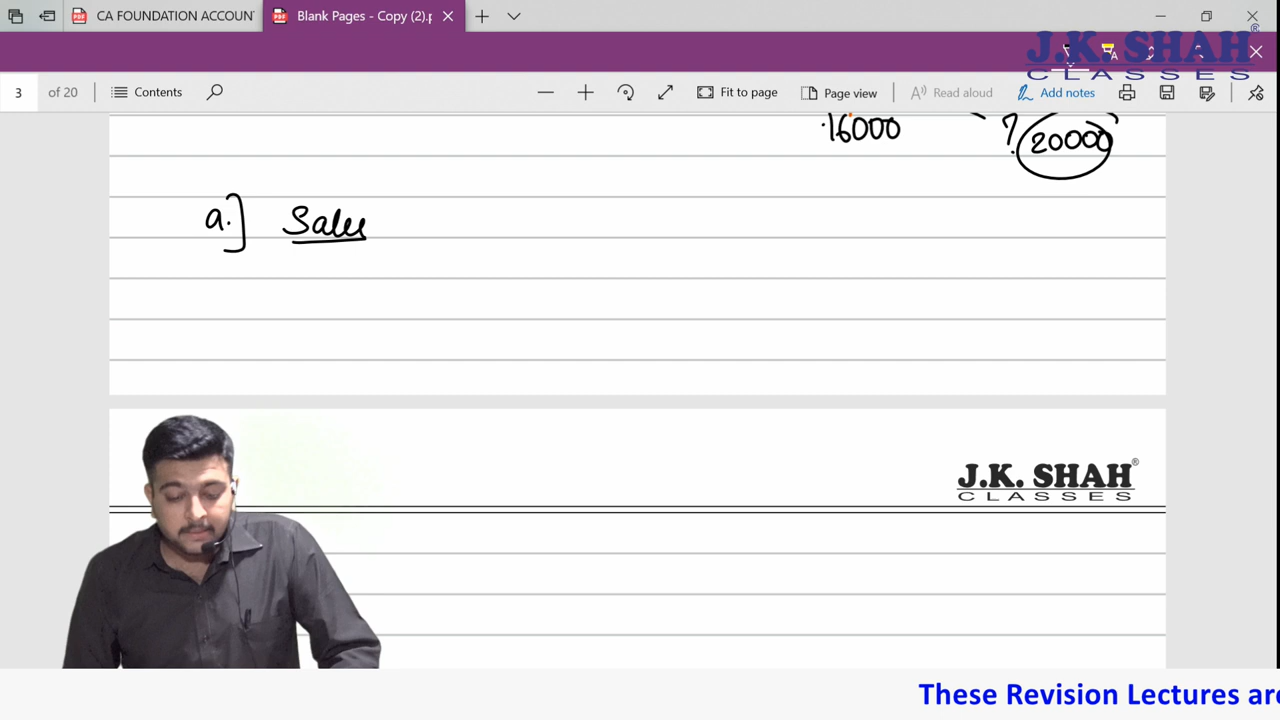 CA FOUNDATION ACCOUN
Blank Pages - Copy (2).p
J.K. SHAH®
CLASSES
3 of 20 Contents Fit to page Page view Read aloud Add notes
16000 ? 20000
a.] Sales
J.K. SHAH®
CLASSES
These Revision Lectures are